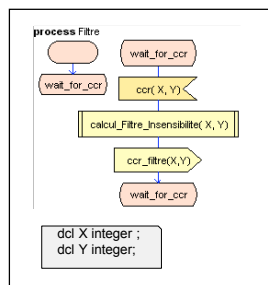 process Filtre
wait_for_ccr
wait_for_ccr
ccr( X, Y)
calcul_Filtre_Insensibilite( X, Y)
ccr_filtre(X,Y)
wait_for_ccr
dcl X integer ;
dcl Y integer;